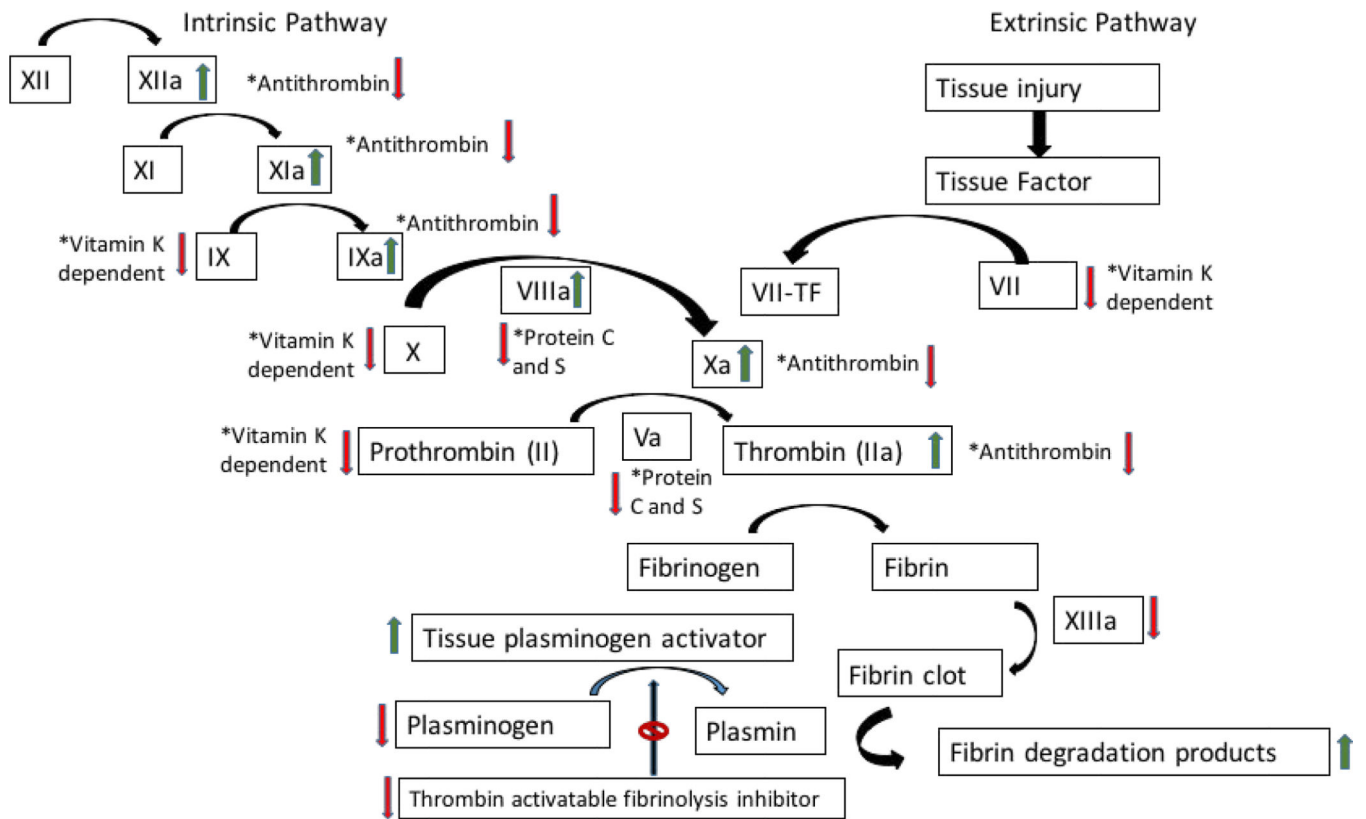 Intrinsic Pathway
Extrinsic Pathway
XII
XIIa
*Antithrombin
Tissue injury
XI
XIa
*Antithrombin
Tissue Factor
*Vitamin K
dependent
IX
IXa
*Antithrombin
VIIIa
VII-TF
VII
*Vitamin K
dependent
*Vitamin K
dependent
X
*Protein C
and S
Xa
*Antithrombin
*Vitamin K
dependent
Prothrombin (II)
Va
Thrombin (IIa)
*Antithrombin
*Protein
C and S
Fibrinogen
Fibrin
XIIIa
Tissue plasminogen activator
Fibrin clot
Plasminogen
Plasmin
Fibrin degradation products
Thrombin activatable fibrinolysis inhibitor